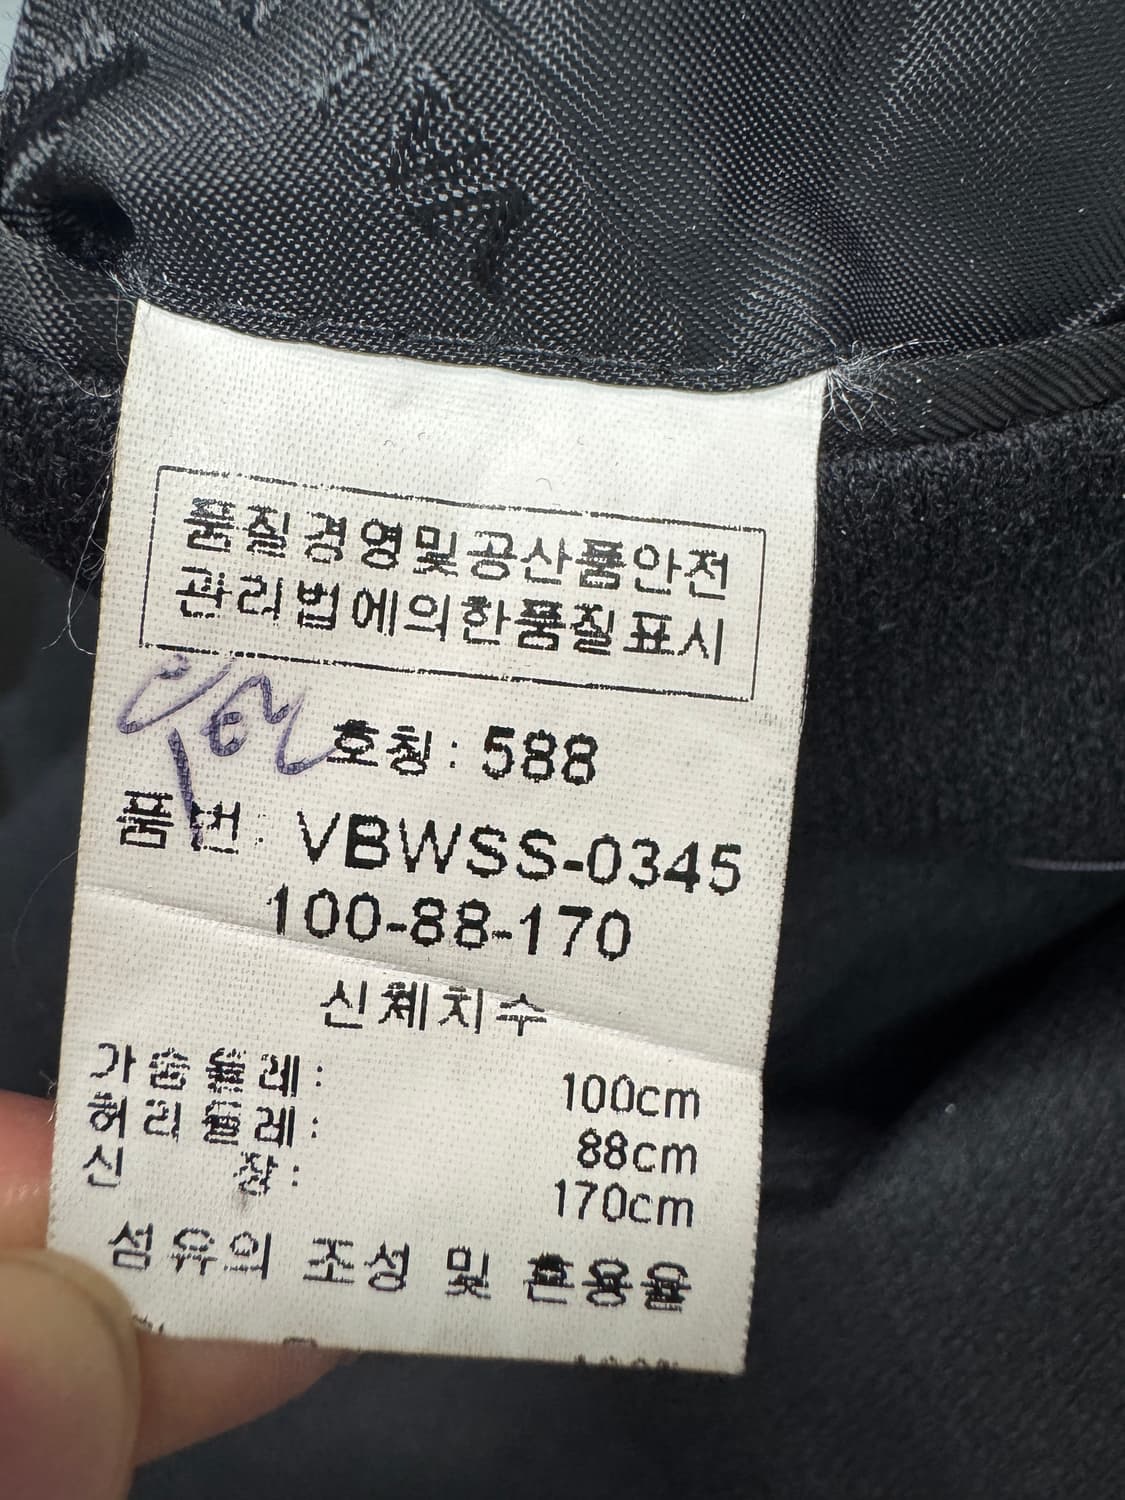 품질경영및공산품안전
관리법에의한품질표시
호칭: 588
품번: VBWSS-0345
100-88-170
신체치수
가슴둘레: 100cm
허리둘레: 88cm
신 장: 170cm
섬유의 조성 및 혼용율